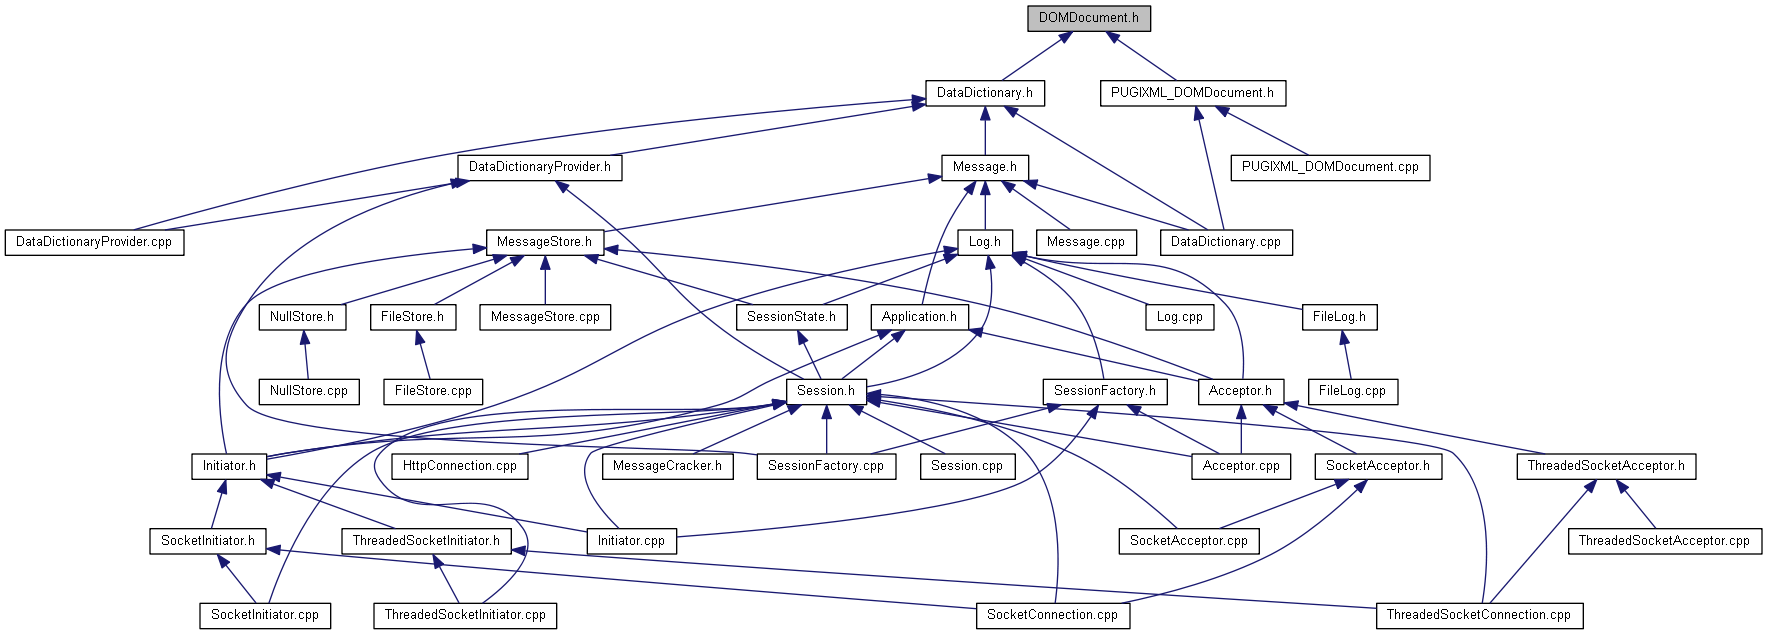 DOMDocument.h
DataDictionary.h
PUGIXML_DOMDocument.h
DataDictionaryProvider.h
Message.h
PUGIXML_DOMDocument.cpp
DataDictionaryProvider.cpp
MessageStore.h
Log.h
Message.cpp
DataDictionary.cpp
NullStore.h
FileStore.h
MessageStore.cpp
SessionState.h
Application.h
Log.cpp
FileLog.h
NullStore.cpp
FileStore.cpp
Session.h
SessionFactory.h
Acceptor.h
FileLog.cpp
Initiator.h
HttpConnection.cpp
MessageCracker.h
SessionFactory.cpp
Session.cpp
Acceptor.cpp
SocketAcceptor.h
ThreadedSocketAcceptor.h
SocketInitiator.h
ThreadedSocketInitiator.h
Initiator.cpp
SocketAcceptor.cpp
ThreadedSocketAcceptor.cpp
SocketInitiator.cpp
ThreadedSocketInitiator.cpp
SocketConnection.cpp
ThreadedSocketConnection.cpp